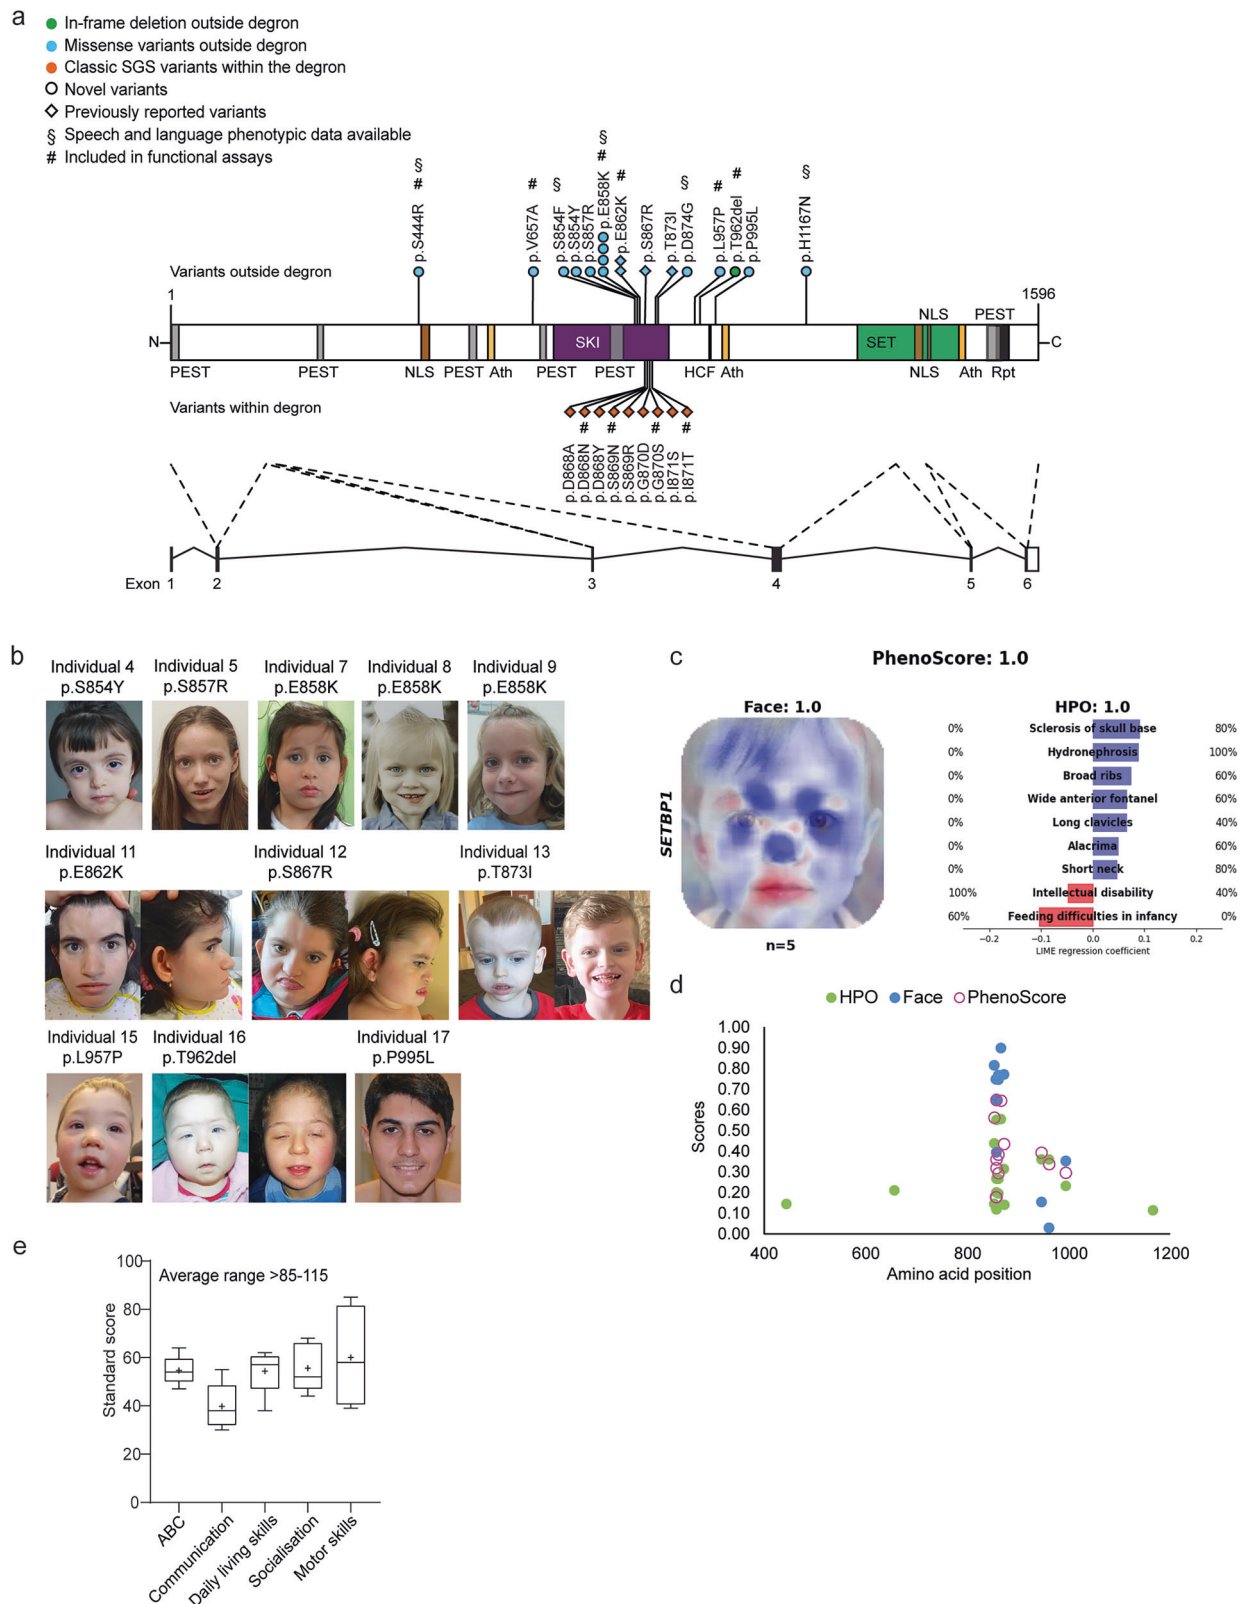 a
In-frame deletion outside degron
Missense variants outside degron
Classic SGS variants within the degron
Novel variants
Previously reported variants
§ Speech and language phenotypic data available
# Included in functional assays
§ # p.S444R
# p.V657A
§ p.S854F
p.S854Y
p.S857R
§ # p.E858K
# p.E862K
p.S867R
p.T873I
§ p.D874G
# p.L957P
# p.T962del
p.P995L
§ p.H1167N
Variants outside degron
1
1596
NLS PEST
N
SKI
SET
C
PEST PEST NLS PEST Ath PEST PEST HCF Ath NLS Ath Rpt
Variants within degron
# # # #
p.D868A
p.D868N
p.D868Y
p.S869N
p.S869R
p.G870D
p.G870S
p.I871S
p.I871T
Exon 1 2 3 4 5 6
b
Individual 4
p.S854Y
Individual 5
p.S857R
Individual 7
p.E858K
Individual 8
p.E858K
Individual 9
p.E858K
Individual 11
p.E862K
Individual 12
p.S867R
Individual 13
p.T873I
Individual 15
p.L957P
Individual 16
p.T962del
Individual 17
p.P995L
c
PhenoScore: 1.0
Face: 1.0
SETBP1
n=5
HPO: 1.0
0% Sclerosis of skull base 80%
0% Hydronephrosis 100%
0% Broad ribs 60%
0% Wide anterior fontanel 60%
0% Long clavicles 40%
0% Alacrima 60%
0% Short neck 80%
100% Intellectual disability 40%
60% Feeding difficulties in infancy 0%
−0.2 −0.1 0.0 0.1 0.2
LIME regression coefficient
d
HPO Face PhenoScore
1.00
0.90
0.80
0.70
0.60
0.50
0.40
0.30
0.20
0.10
0.00
Scores
400 600 800 1000 1200
Amino acid position
e
Average range >85-115
100
80
60
40
20
0
Standard score
ABC
Communication
Daily living skills
Socialisation
Motor skills